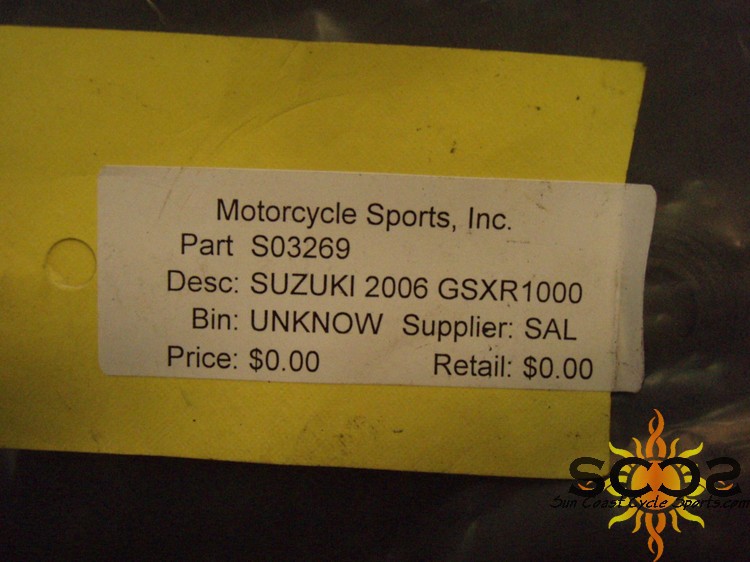 Motorcycle Sports, Inc.
Part S03269
Desc: SUZUKI 2006 GSXR1000
Bin: UNKNOW Supplier: SAL
Price: $0.00 Retail: $0.00
SCCS
Sun Coast Cycle Sports.com